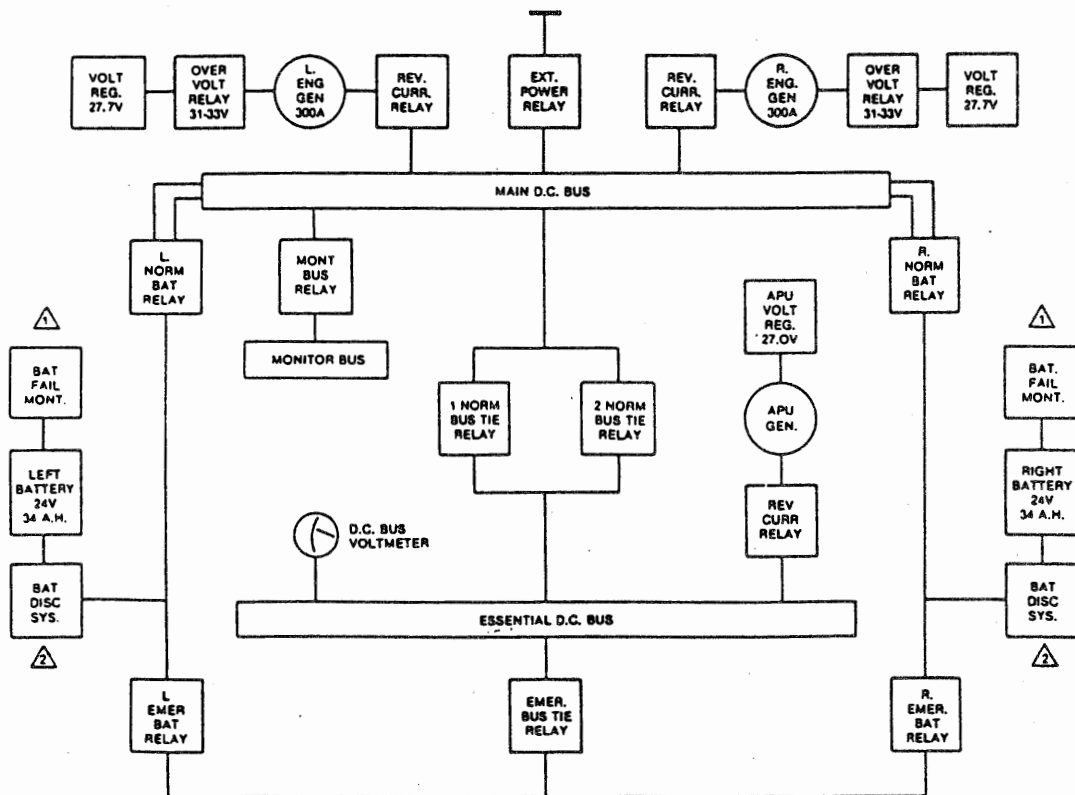 VOLT
REG.
27.7V
OVER
VOLT
RELAY
31-33V
L.
ENG
GEN
300A
REV.
CURR.
RELAY
EXT.
POWER
RELAY
REV.
CURR.
RELAY
R.
ENG.
GEN
300A
OVER
VOLT
RELAY
31-33V
VOLT
REG.
27.7V
MAIN D.C. BUS
L.
NORM
BAT
RELAY
MONT
BUS
RELAY
MONITOR BUS
APU
VOLT
REG.
27.0V
R.
NORM
BAT
RELAY
1
BAT
FAIL
MONT.
1 NORM
BUS TIE
RELAY
2 NORM
BUS TIE
RELAY
APU
GEN.
1
BAT.
FAIL
MONT.
LEFT
BATTERY
24V
34 A.H.
D.C. BUS
VOLTMETER
REV
CURR
RELAY
RIGHT
BATTERY
24V
34 A.H.
BAT
DISC
SYS.
2
ESSENTIAL D.C. BUS
BAT
DISC
SYS.
2
L
EMER
BAT
RELAY
EMER.
BUS TIE
RELAY
R.
EMER.
BAT
RELAY